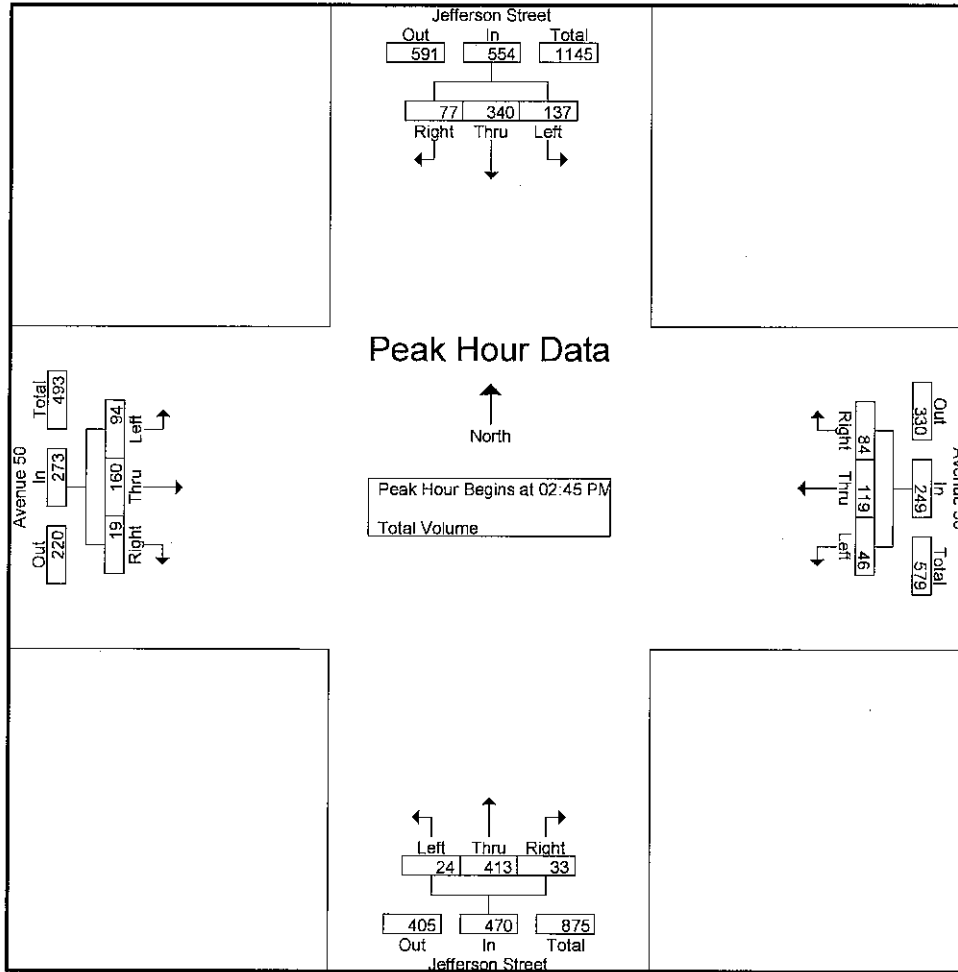 Jefferson Street
Out In Total
591 554 1145
77 340 137
Right Thru Left
Peak Hour Data
North
Peak Hour Begins at 02:45 PM
Total Volume
Avenue 50
Total In Out
493 273 220
94 160 19
Left Thru Right
Right Thru Left
84 119 46
Out In Total
330 249 579
Left Thru Right
24 413 33
405 470 875
Out In Total
Jefferson Street